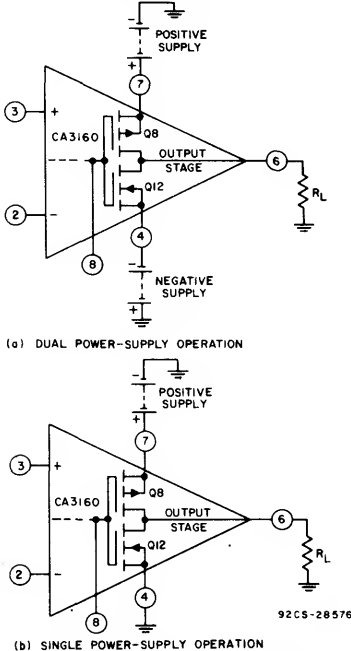 -
POSITIVE
SUPPLY
+
7
3
+
CA3160
Q8
OUTPUT
STAGE
6
RL
Q12
2
-
8
4
-
NEGATIVE
SUPPLY
+
(a) DUAL POWER-SUPPLY OPERATION
-
POSITIVE
SUPPLY
+
7
3
+
CA3160
Q8
OUTPUT
STAGE
6
RL
Q12
2
-
8
4
92CS-28576
(b) SINGLE POWER-SUPPLY OPERATION